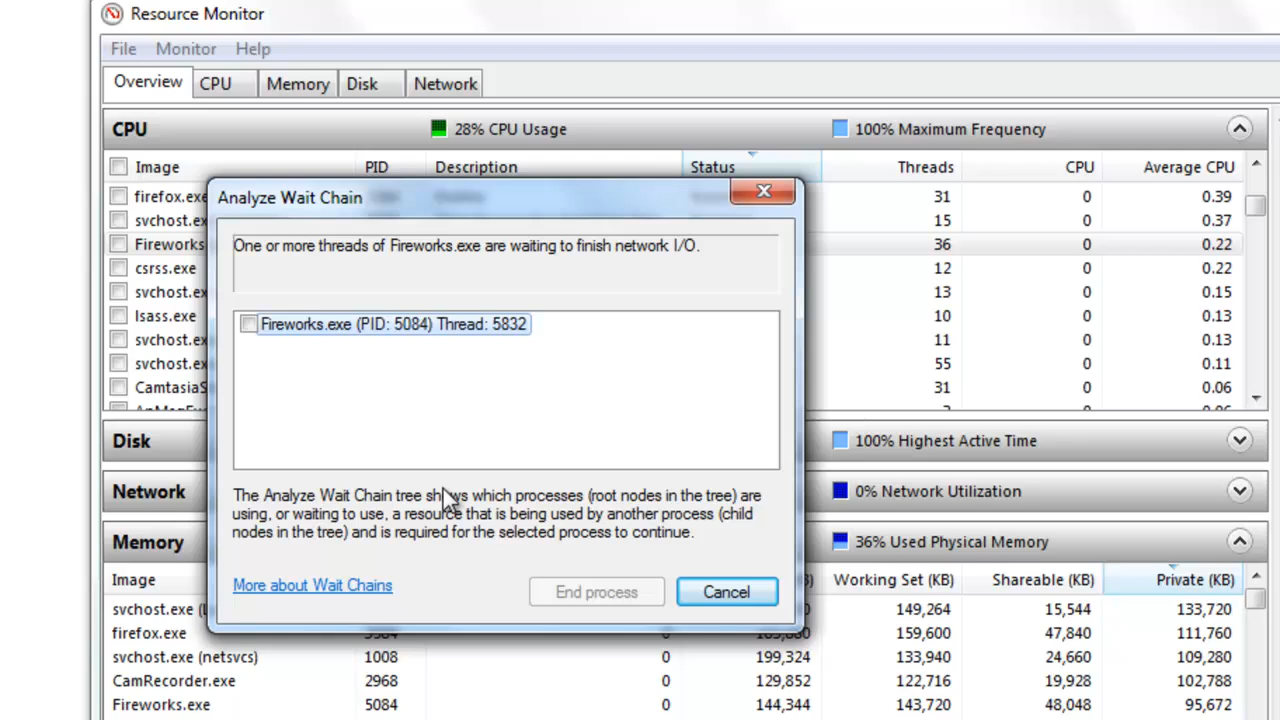 Resource Monitor
File Monitor Help
Overview CPU Memory Disk Network
CPU 28% CPU Usage 100% Maximum Frequency
Image PID Description Status Threads CPU Average CPU
firefox.exe 31 0 0.39
svchost.ex 15 0 0.37
Fireworks 36 0 0.22
csrss.exe 12 0 0.22
svchost.ex 13 0 0.15
lsass.exe 10 0 0.13
svchost.ex 11 0 0.13
svchost.ex 55 0 0.11
CamtasiaS 31 0 0.06
Analyze Wait Chain
One or more threads of Fireworks.exe are waiting to finish network I/O.
Fireworks.exe (PID: 5084) Thread: 5832
The Analyze Wait Chain tree shows which processes (root nodes in the tree) are
using, or waiting to use, a resource that is being used by another process (child
nodes in the tree) and is required for the selected process to continue.
More about Wait Chains
End process Cancel
Disk 100% Highest Active Time
Network 0% Network Utilization
Memory 36% Used Physical Memory
Image Working Set (KB) Shareable (KB) Private (KB)
svchost.exe 149,264 15,544 133,720
firefox.exe 0 159,600 47,840 111,760
svchost.exe (netsvcs) 1008 0 199,324 133,940 24,660 109,280
CamRecorder.exe 2968 0 129,852 122,716 19,928 102,788
Fireworks.exe 5084 0 144,344 143,720 48,048 95,672